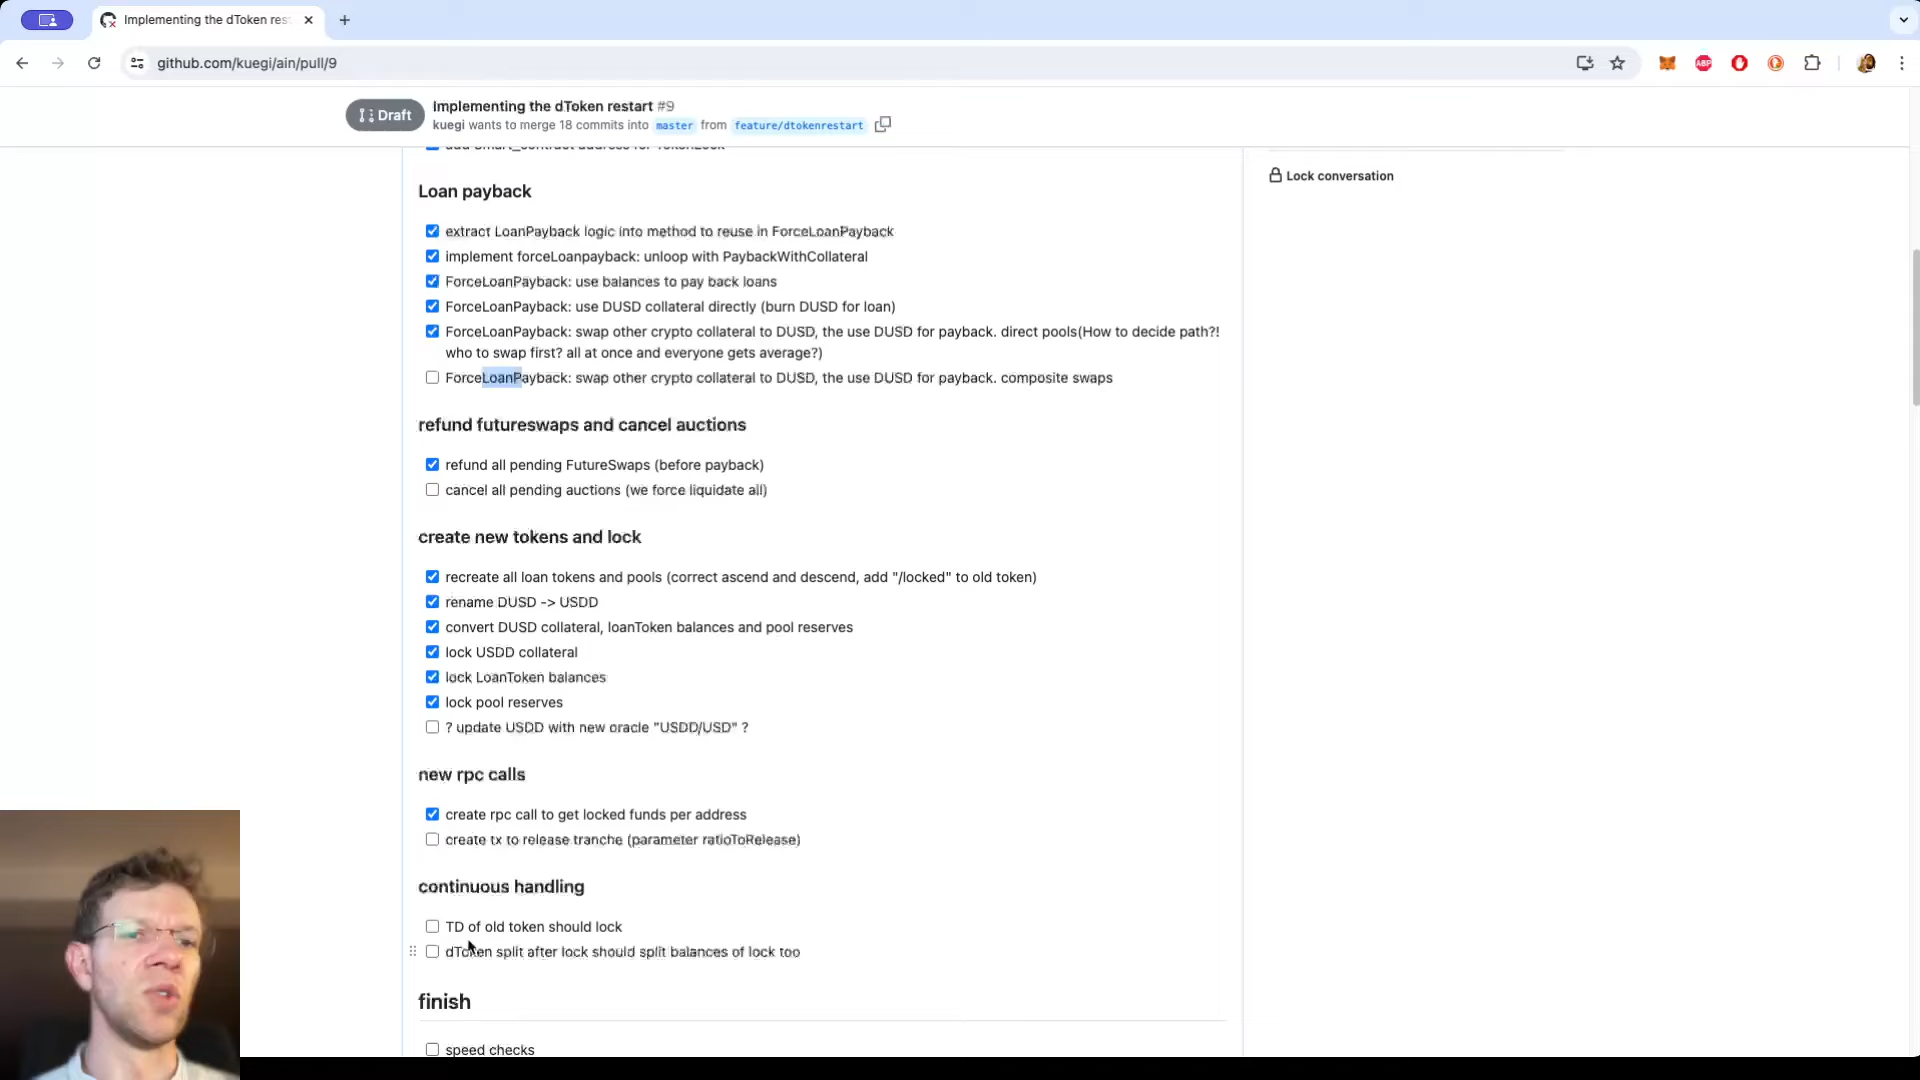 Implementing the dToken res
github.com/kuegi/ain/pull/9
ABP
Draft
Implementing the dToken restart #9
kuegi wants to merge 18 commits into master from feature/dtokenrestart
add Smart_contract address for TokenLock
Lock conversation
Loan payback
extract LoanPayback logic into method to reuse in ForceLoanPayback
implement forceLoanpayback: unloop with PaybackWithCollateral
ForceLoanPayback: use balances to pay back loans
ForceLoanPayback: use DUSD collateral directly (burn DUSD for loan)
ForceLoanPayback: swap other crypto collateral to DUSD, the use DUSD for payback. direct pools(How to decide path?!
who to swap first? all at once and everyone gets average?)
ForceLoanPayback: swap other crypto collateral to DUSD, the use DUSD for payback. composite swaps
refund futureswaps and cancel auctions
refund all pending FutureSwaps (before payback)
cancel all pending auctions (we force liquidate all)
create new tokens and lock
recreate all loan tokens and pools (correct ascend and descend, add "/locked" to old token)
rename DUSD -> USDD
convert DUSD collateral, loanToken balances and pool reserves
lock USDD collateral
lock LoanToken balances
lock pool reserves
? update USDD with new oracle "USDD/USD" ?
new rpc calls
create rpc call to get locked funds per address
create tx to release tranche (parameter ratioToRelease)
continuous handling
TD of old token should lock
dToken split after lock should split balances of lock too
finish
speed checks